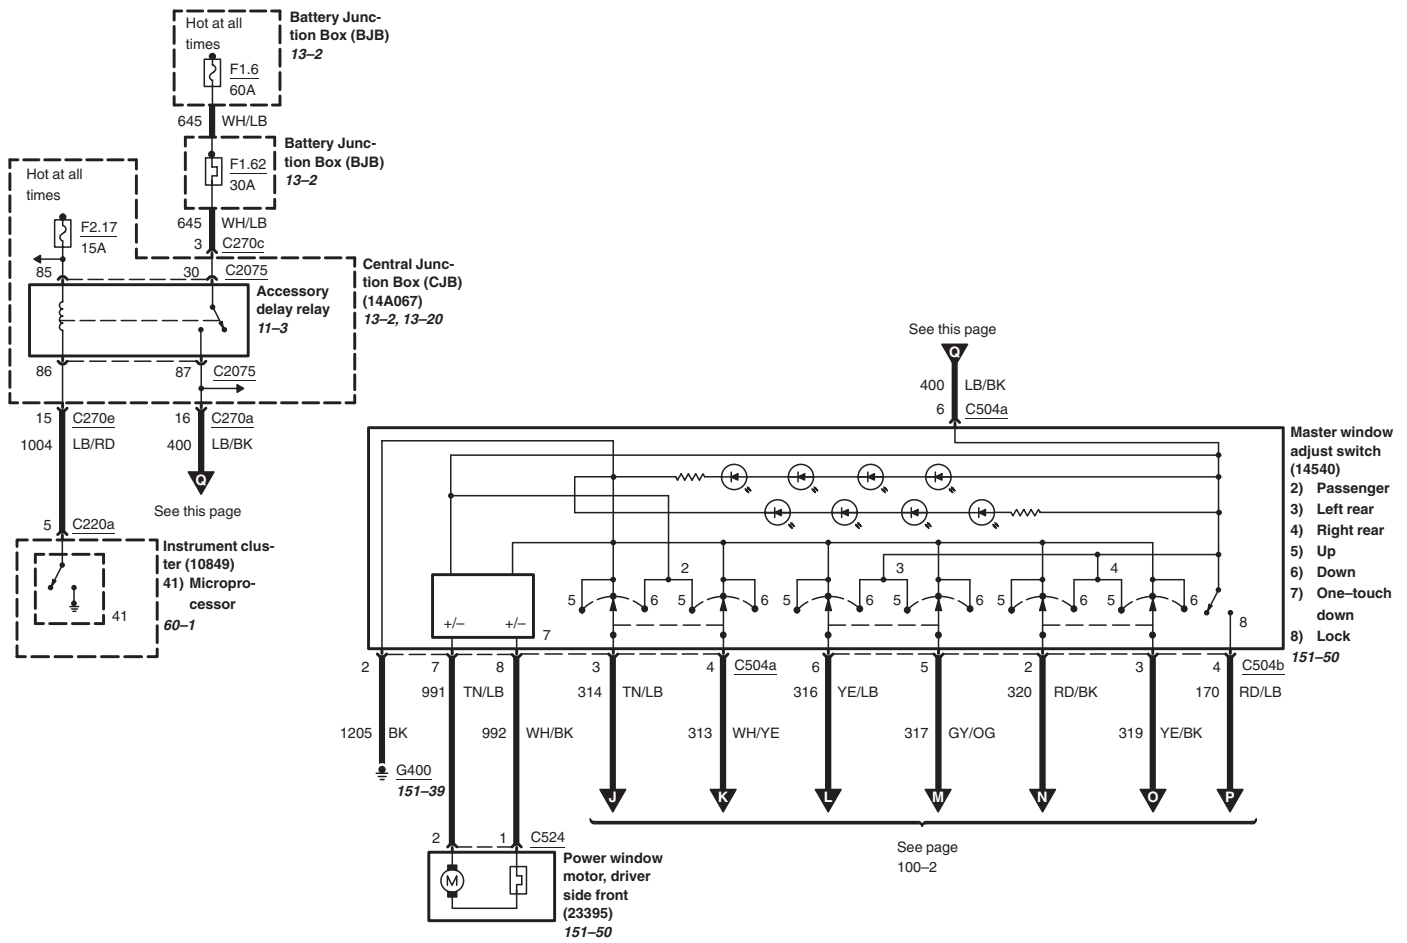 Hot at all
times
F1.6
60A
Battery Junc-
tion Box (BJB)
13–2
645 WH/LB
F1.62
30A
Battery Junc-
tion Box (BJB)
13–2
645 WH/LB
3 C270c
Hot at all
times
F2.17
15A
85 30 C2075
Central Junc-
tion Box (CJB)
(14A067)
13–2, 13–20
Accessory
delay relay
11–3
86 87 C2075
15 C270e 16 C270a
1004 LB/RD 400 LB/BK
Q
See this page
5 C220a
41
Instrument clus-
ter (10849)
41) Micropro-
cessor
60–1
See this page
Q
400 LB/BK
6 C504a
Master window
adjust switch
(14540)
2) Passenger
3) Left rear
4) Right rear
5) Up
6) Down
7) One–touch
down
8) Lock
151–50
2 3 4
5 6 5 6 5 6 5 6 5 6 5 6
+/– +/– 7 8
2 7 8 3 4 C504a 6 5 2 3 4 C504b
991 TN/LB 314 TN/LB 316 YE/LB 320 RD/BK 170 RD/LB
1205 BK 992 WH/BK 313 WH/YE 317 GY/OG 319 YE/BK
G400
151–39
J K L M N O P
See page
100–2
2 1 C524
M
Power window
motor, driver
side front
(23395)
151–50